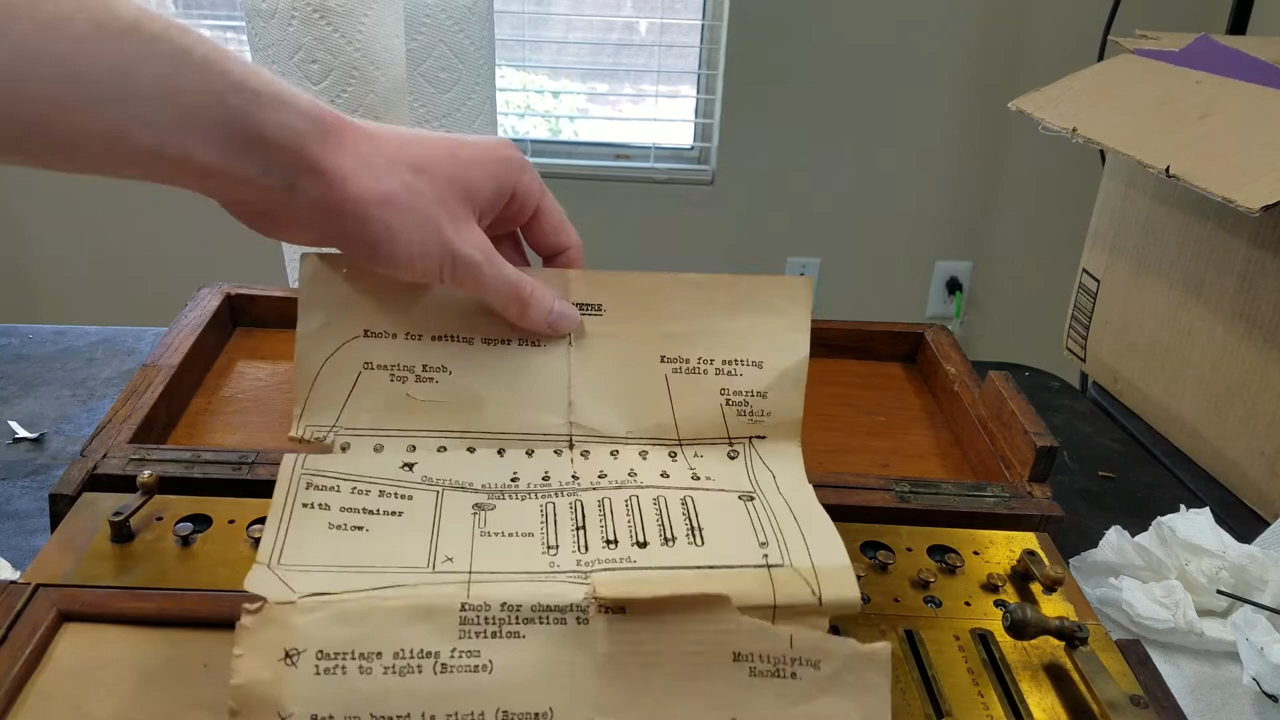 METRE.
Knobs for setting upper Dial.
Clearing Knob,
Top Row.
Knobs for setting
middle Dial.
Clearing
Knob,
Middle
Row
A.
B.
Carriage slides from left to right.
Panel for Notes
with container
below.
Multiplication.
Division
X
C. Keyboard.
Knob for changing from
Multiplication to
Division.
Carriage slides from
left to right (Bronze)
Multiplying
Handle.
X Set up board is rigid (Bronze)